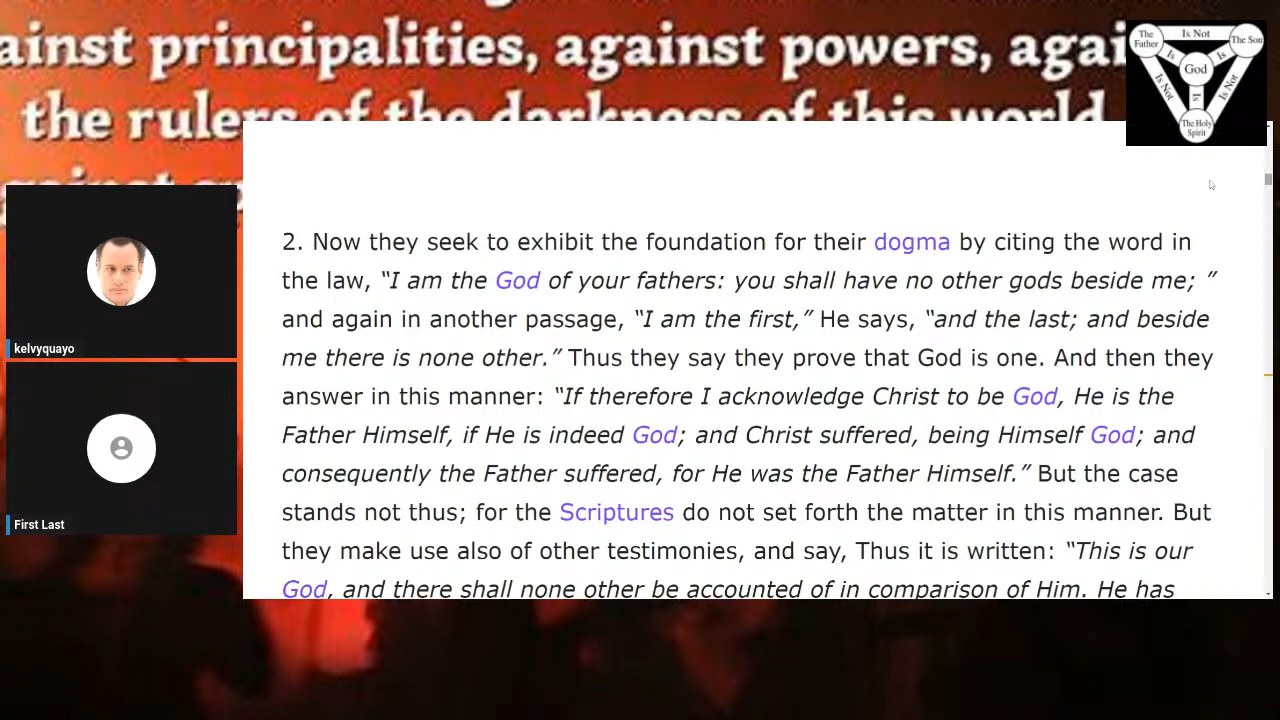 ainst principalities, against powers, agai
the rulers of the darkness of this world
The Father
Is Not
The Son
Is
Is
God
Is Not
Is
Is Not
The Holy Spirit
kelvyquayo
First Last
2. Now they seek to exhibit the foundation for their dogma by citing the word in
the law, “I am the God of your fathers: you shall have no other gods beside me; ”
and again in another passage, “I am the first,” He says, “and the last; and beside
me there is none other.” Thus they say they prove that God is one. And then they
answer in this manner: “If therefore I acknowledge Christ to be God, He is the
Father Himself, if He is indeed God; and Christ suffered, being Himself God; and
consequently the Father suffered, for He was the Father Himself.” But the case
stands not thus; for the Scriptures do not set forth the matter in this manner. But
they make use also of other testimonies, and say, Thus it is written: “This is our
God, and there shall none other be accounted of in comparison of Him. He has